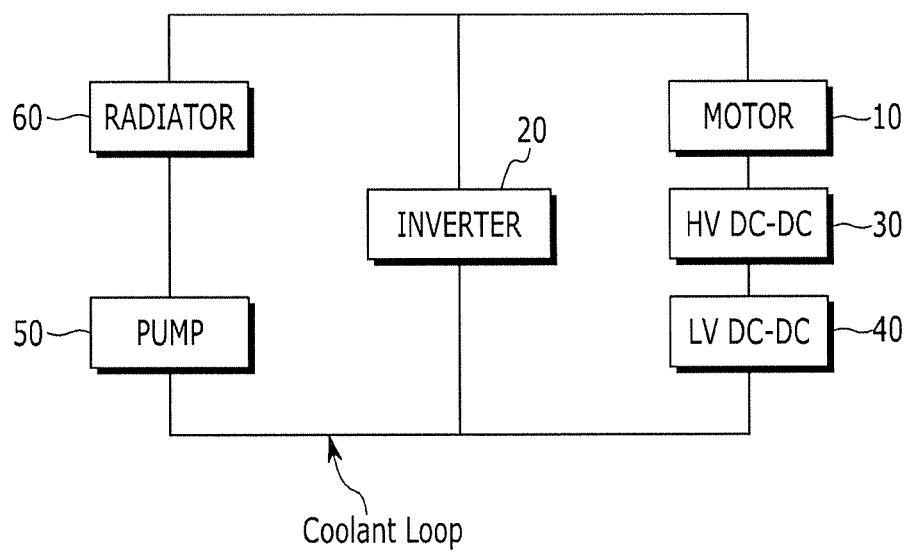 60 RADIATOR
MOTOR 10
20
INVERTER
HV DC-DC 30
50 PUMP
LV DC-DC 40
Coolant Loop